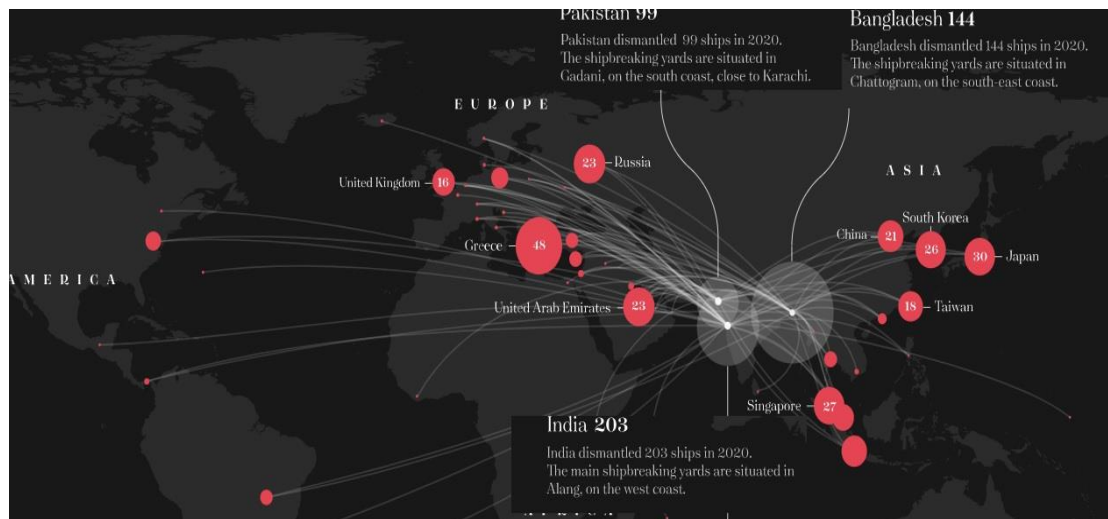 Pakistan 99
Pakistan dismantled 99 ships in 2020.
The shipbreaking yards are situated in
Gadani, on the south coast, close to Karachi.
Bangladesh 144
Bangladesh dismantled 144 ships in 2020.
The shipbreaking yards are situated in
Chattogram, on the south-east coast.
EUROPE
23 Russia
ASIA
United Kingdom 16
South Korea
China 21
26
Greece 48
30 Japan
AMERICA
United Arab Emirates 23
18 Taiwan
Singapore 27
India 203
India dismantled 203 ships in 2020.
The main shipbreaking yards are situated in
Alang, on the west coast.
AFRICA